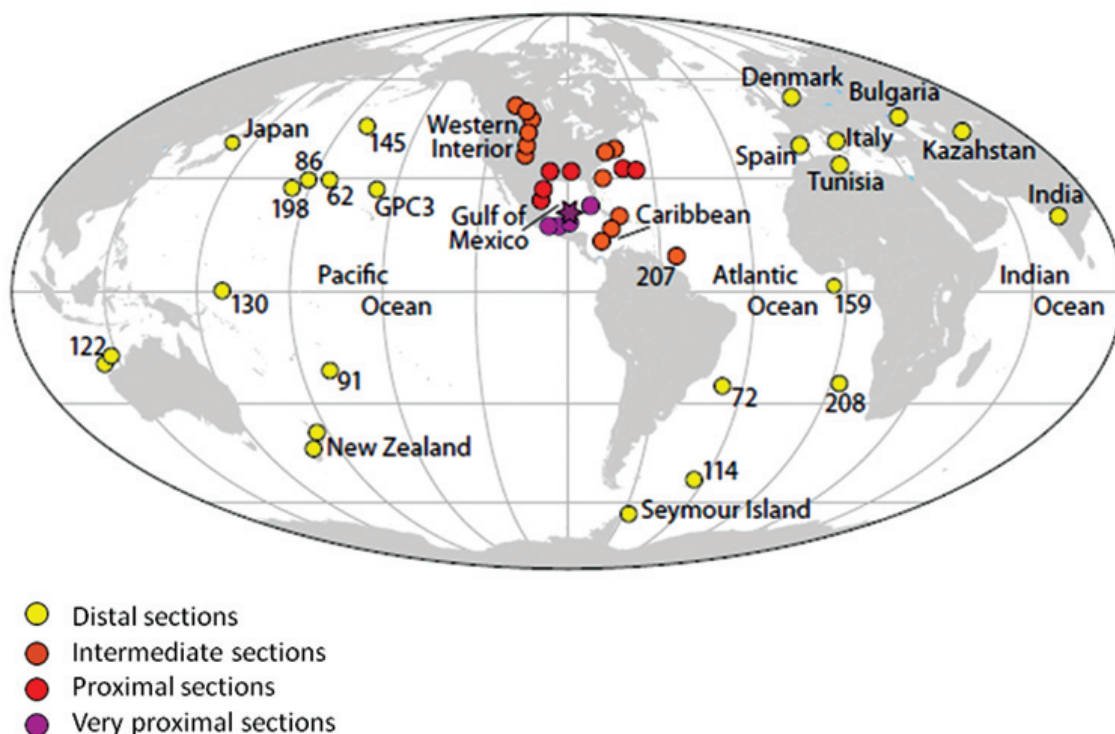 Denmark
Bulgaria
Japan
145
Western
Interior
Spain
Italy
Kazahstan
Tunisia
86
198
62
GPC3
Gulf of
Mexico
Caribbean
India
207
Pacific
Ocean
Atlantic
Ocean
Indian
Ocean
130
159
122
91
72
208
New Zealand
114
Seymour Island
Distal sections
Intermediate sections
Proximal sections
Very proximal sections